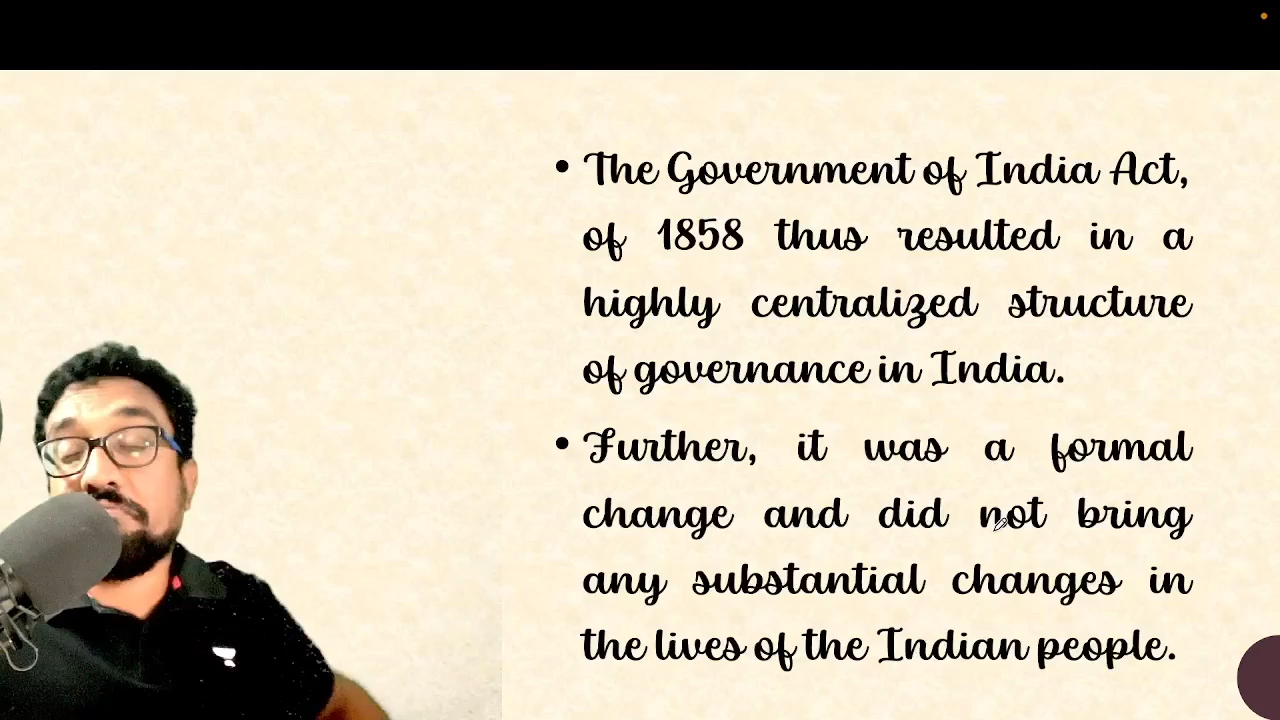 • The Government of India Act,
of 1858 thus resulted in a
highly centralized structure
of governance in India.
• Further, it was a formal
change and did not bring
any substantial changes in
the lives of the Indian people.